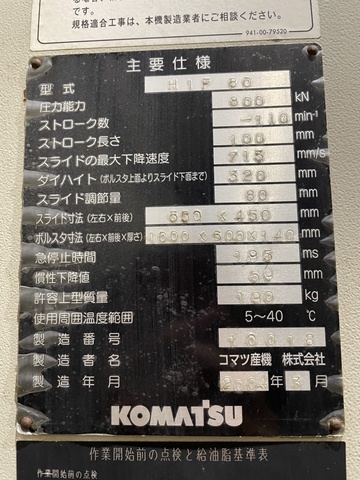 です。
規格適合工事は、本機製造業者にご相談ください。
941-00-79520
主要仕様
型式 H1F 80
圧力能力 800 kN
ストローク数 -110 min⁻¹
ストローク長さ 100 mm
スライドの最大下降速度 715 mm/s
ダイハイト(ボルスタ上面よりスライド下面まで) 320 mm
スライド調節量 80 mm
スライド寸法(左右×前後) 550 × 450 mm
ボルスタ寸法(左右×前後×厚さ) mm
急停止時間 195 ms
慣性下降値 mm
許容上型質量 kg
使用周囲温度範囲 5〜40 ℃
製造番号
製造者名 コマツ産機 株式会社
製造年月 年 月
KOMATSU
作業開始前の点検と給油脂基準表
作業開始前の点検